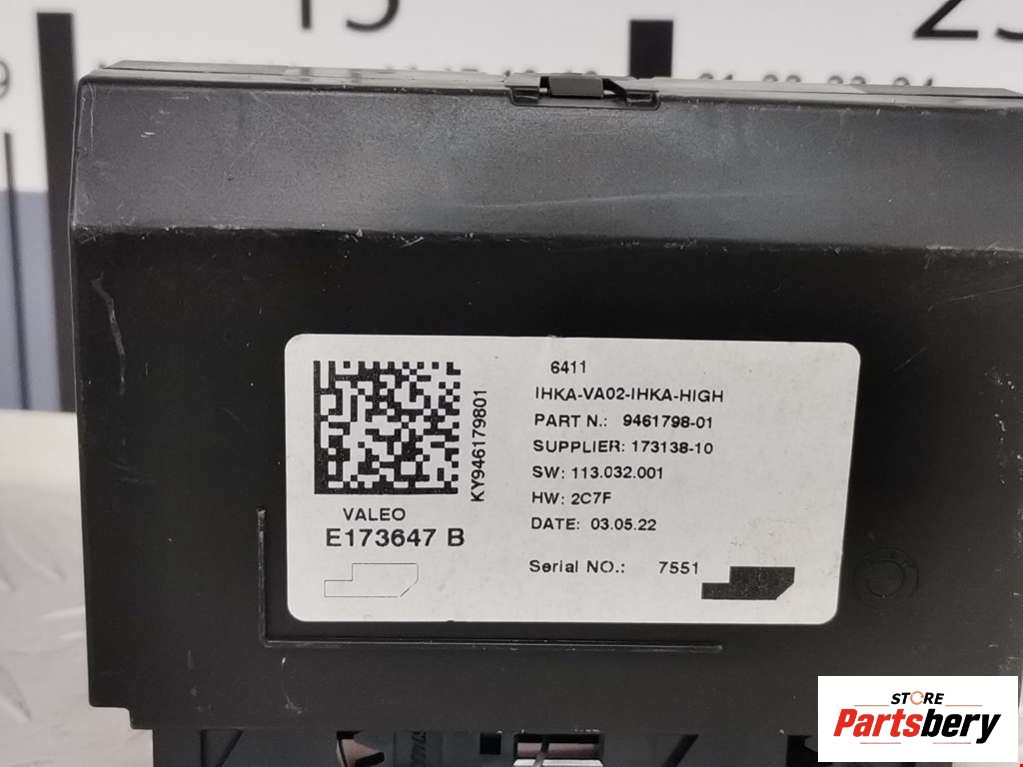 6411
IHKA-VA02-IHKA-HIGH
PART N.: 9461798-01
SUPPLIER: 173138-10
SW: 113.032.001
HW: 2C7F
DATE: 03.05.22
Serial NO.: 7551
KY946179801
VALEO
E173647 B
STORE
Partsbery